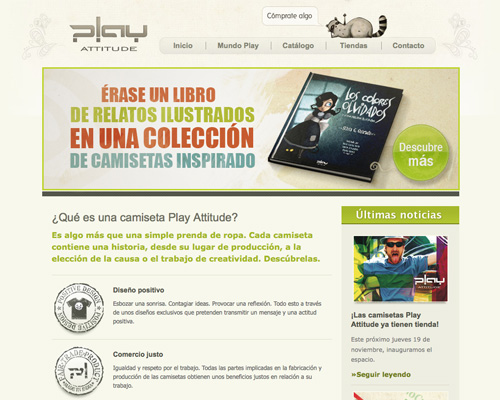 Cómprate algo
play
ATTITUDE
Inicio
Mundo Play
Catálogo
Tiendas
Contacto
ÉRASE UN LIBRO
DE RELATOS ILUSTRADOS
EN UNA COLECCIÓN
DE CAMISETAS INSPIRADO
LOS COLORES
OLVIDADOS
Descubre
más
¿Qué es una camiseta Play Attitude?
Es algo más que una simple prenda de ropa. Cada camiseta
contiene una historia, desde su lugar de producción, a la
elección de la causa o el trabajo de creatividad. Descúbrelas.
POSITIVE DESIGN
Diseño positivo
Esbozar una sonrisa. Contagiar ideas. Provocar una reflexión. Todo esto a través
de unos diseños exclusivos que pretenden transmitir un mensaje y una actitud
positiva.
FAIR TRADE PRODUCT
Comercio justo
Igualdad y respeto por el trabajo. Todas las partes implicadas en la fabricación y
producción de las camisetas obtienen unos beneficios justos en relación a su
trabajo.
Últimas noticias
play
¡Las camisetas Play
Attitude ya tienen tienda!
Este próximo jueves 19 de
noviembre, inauguramos el
espacio.
»Seguir leyendo